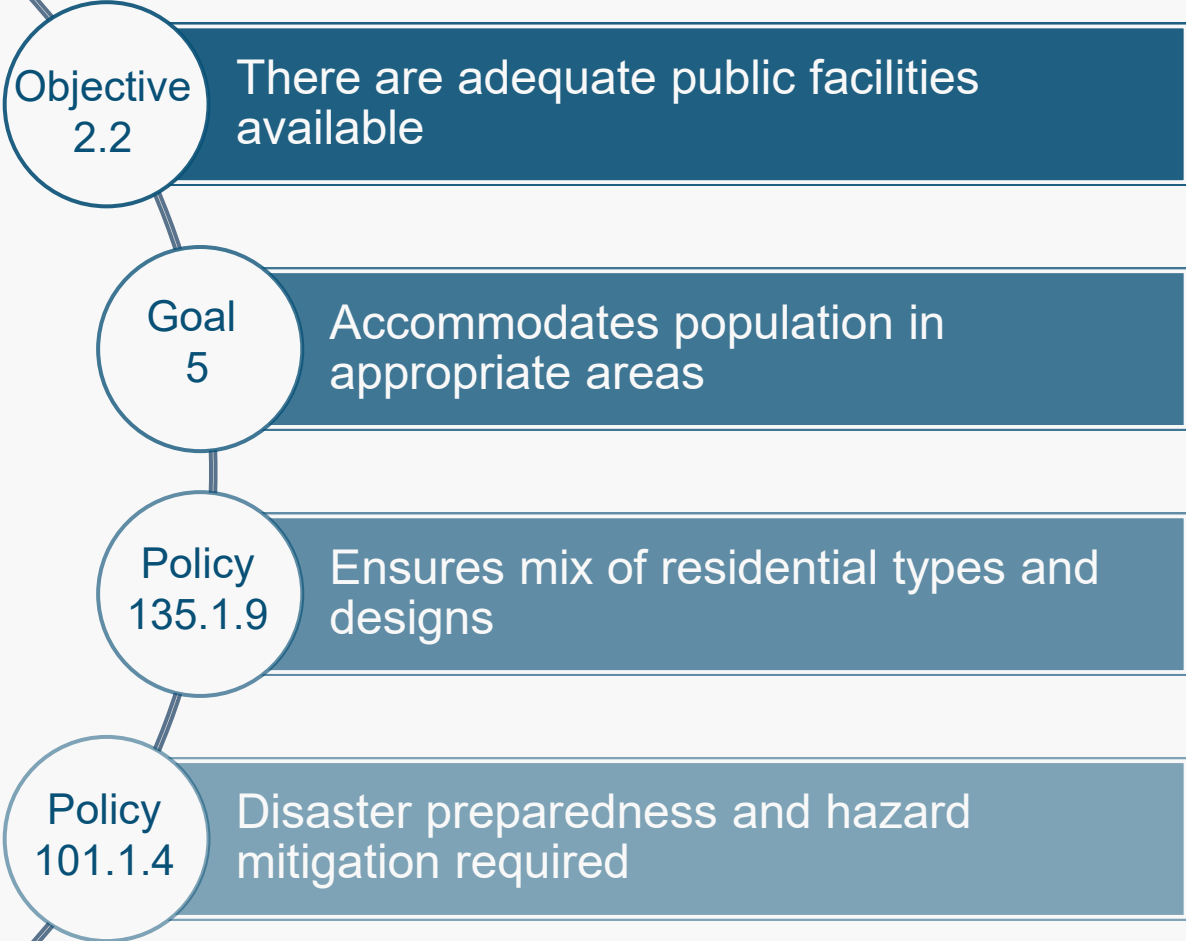 Objective
2.2
There are adequate public facilities
available
Goal
5
Accommodates population in
appropriate areas
Policy
135.1.9
Ensures mix of residential types and
designs
Policy
101.1.4
Disaster preparedness and hazard
mitigation required